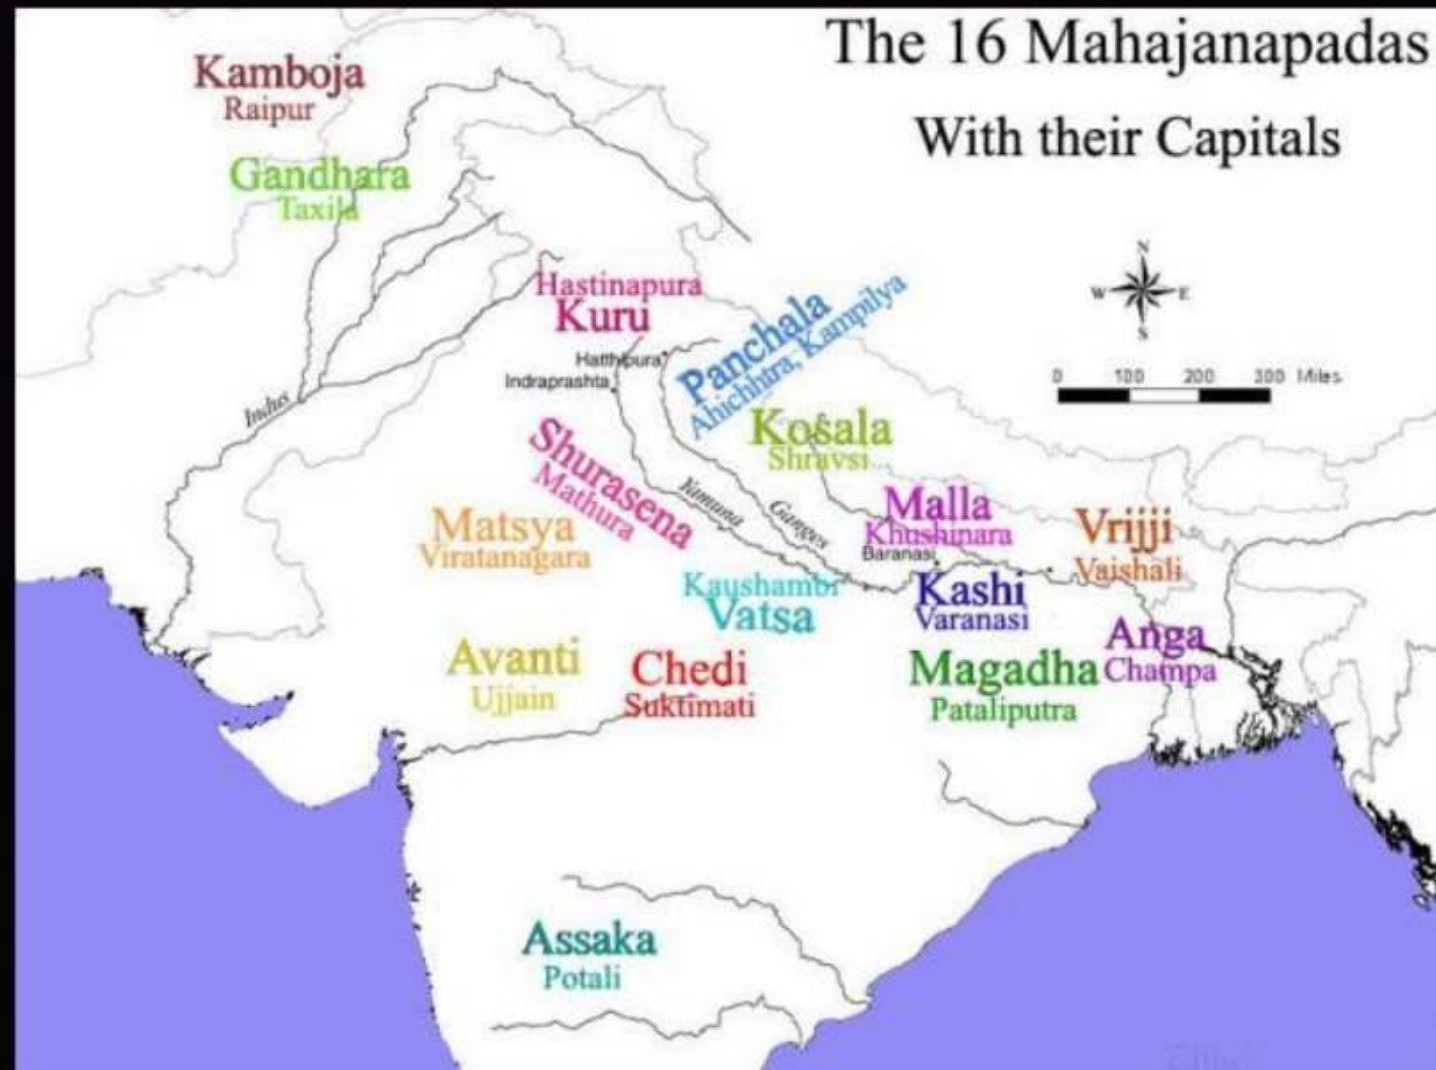 The 16 Mahajanapadas
With their Capitals
Kamboja
Raipur
Gandhara
Taxila
N
W
E
S
0 100 200 300 Miles
Hastinapura
Kuru
Hatthipura
Indraprashta
Panchala
Ahichhtra, Kampilya
Indus
Kosala
Shravsi
Shurasena
Mathura
Yamuna
Ganges
Malla
Khushinara
Baranasi
Vrijji
Vaishali
Matsya
Viratanagara
Kaushambi
Vatsa
Kashi
Varanasi
Anga
Champa
Avanti
Ujjain
Chedi
Suktimati
Magadha
Pataliputra
Assaka
Potali